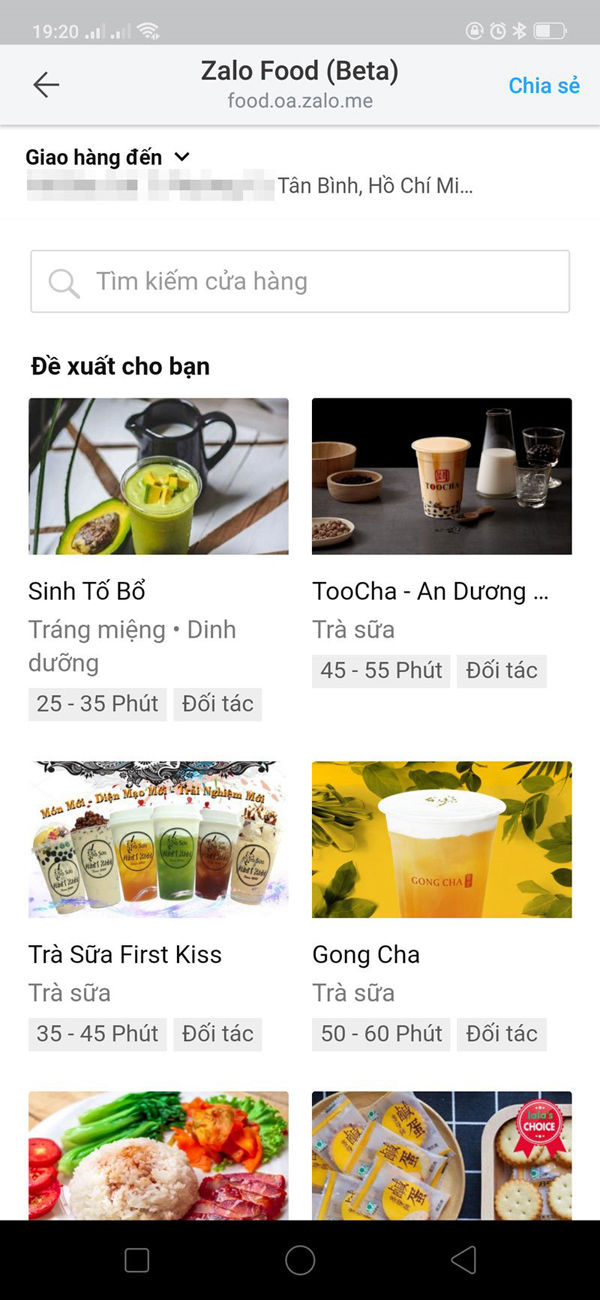 19:20
Zalo Food (Beta)
food.oa.zalo.me
Chia sẻ
Giao hàng đến
Tân Bình, Hồ Chí Mi...
Tìm kiếm cửa hàng
Đề xuất cho bạn
TOOCHA
Sinh Tố Bổ
Tráng miệng • Dinh
dưỡng
25 - 35 Phút
Đối tác
TooCha - An Dương ...
Trà sữa
45 - 55 Phút
Đối tác
Món Mới - Diện Mạo Mới - Trải Nghiệm Mới
GONG CHA
Trà Sữa First Kiss
Trà sữa
35 - 45 Phút
Đối tác
Gong Cha
Trà sữa
50 - 60 Phút
Đối tác
lala's
CHOICE
鹹蛋